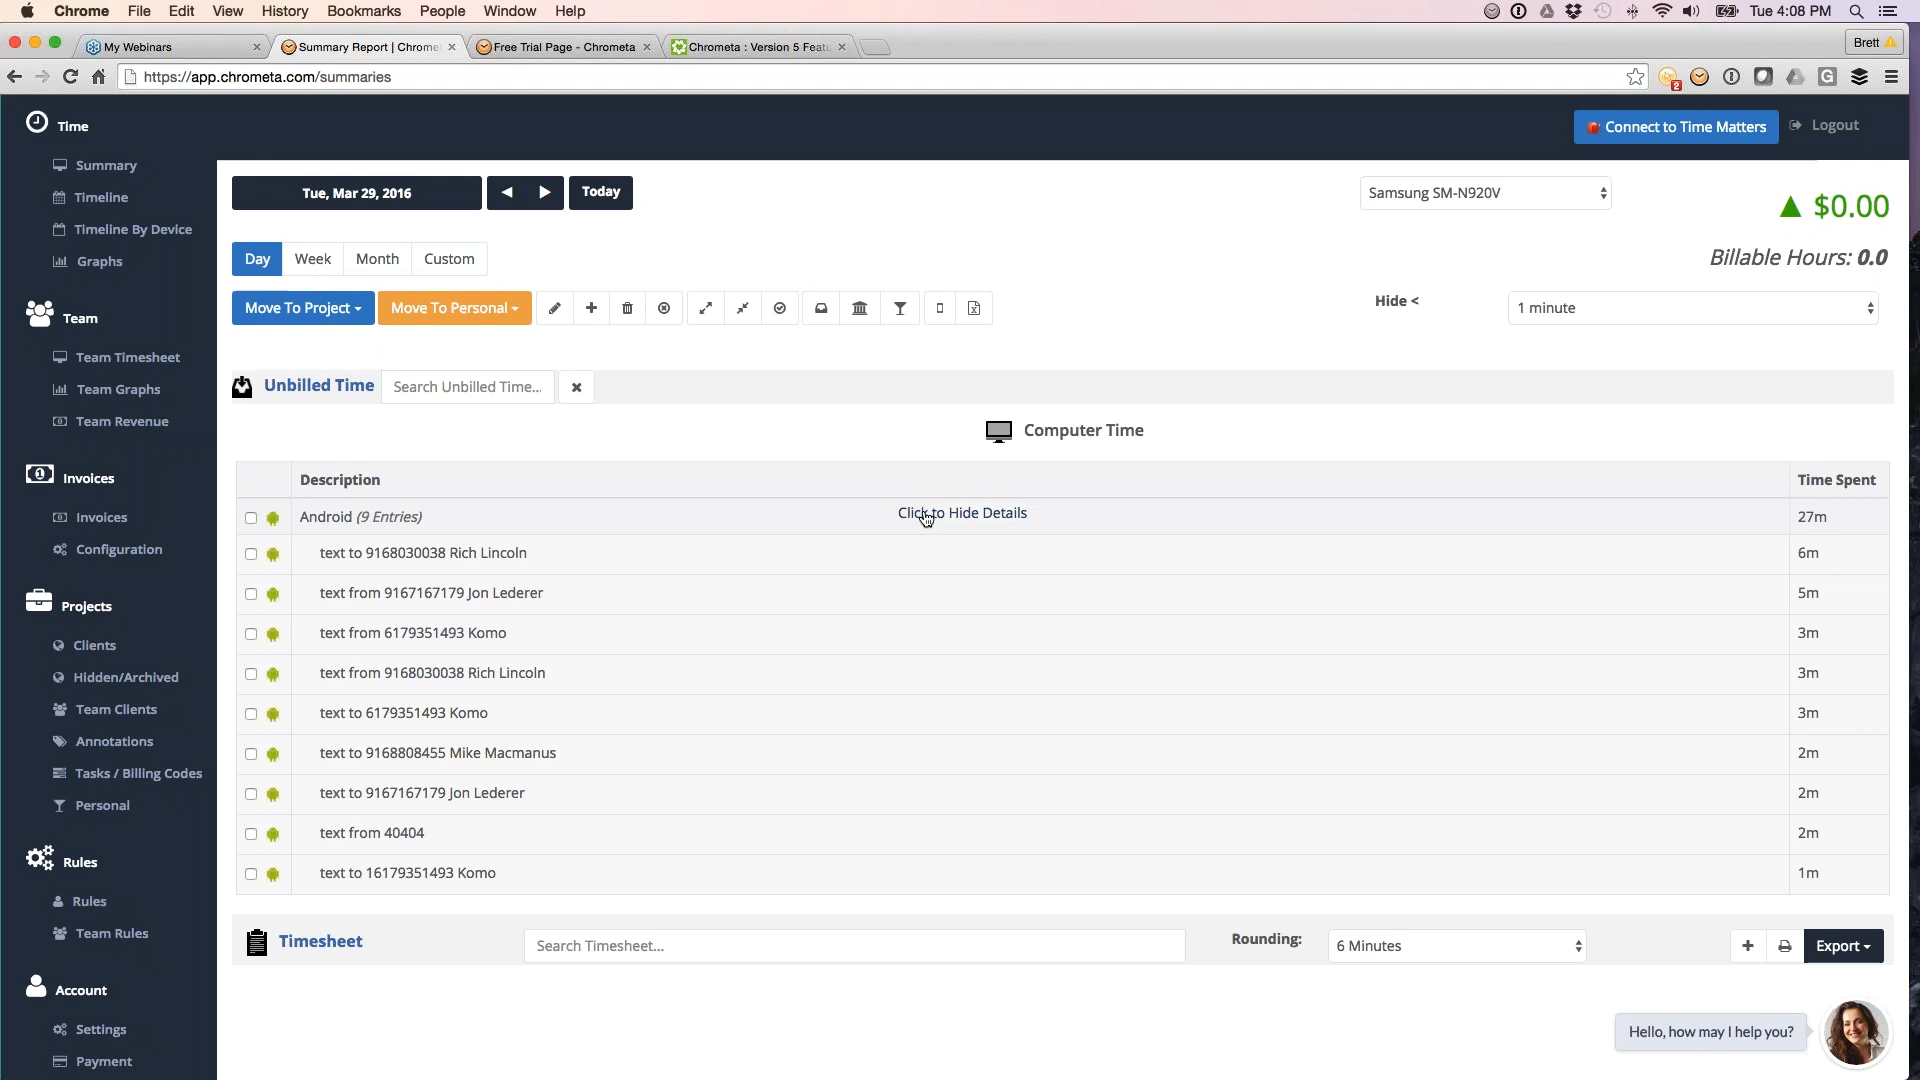 Chrome File Edit View History Bookmarks People Window Help Tue 4:08 PM
My Webinars Summary Report | Chrome Free Trial Page - Chrometa Chrometa : Version 5 Feat Brett
https://app.chrometa.com/summaries 2 G
Time
Summary
Timeline
Timeline By Device
Graphs
Team
Team Timesheet
Team Graphs
Team Revenue
Invoices
Invoices
Configuration
Projects
Clients
Hidden/Archived
Team Clients
Annotations
Tasks / Billing Codes
Personal
Rules
Rules
Team Rules
Account
Settings
Payment
Connect to Time Matters Logout
Tue, Mar 29, 2016 Today Samsung SM-N920V $0.00
Day Week Month Custom Billable Hours: 0.0
Move To Project Move To Personal Hide < 1 minute
Unbilled Time Search Unbilled Time...
Computer Time
Description Time Spent
Android (9 Entries) Click to Hide Details 27m
text to 9168030038 Rich Lincoln 6m
text from 9167167179 Jon Lederer 5m
text from 6179351493 Komo 3m
text from 9168030038 Rich Lincoln 3m
text to 6179351493 Komo 3m
text to 9168808455 Mike Macmanus 2m
text to 9167167179 Jon Lederer 2m
text from 40404 2m
text to 16179351493 Komo 1m
Timesheet Search Timesheet... Rounding: 6 Minutes Export
Hello, how may I help you?